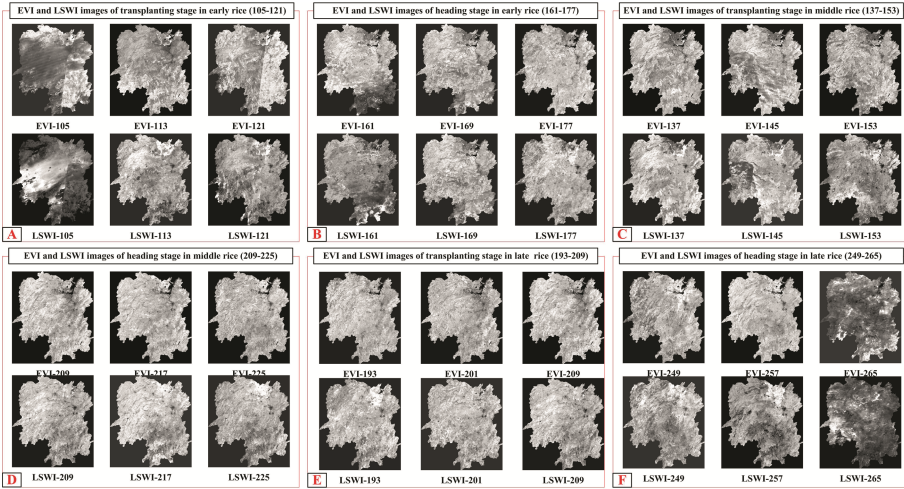 EVI and LSWI images of transplanting stage in early rice (105-121)
EVI-105 EVI-113 EVI-121
LSWI-105 LSWI-113 LSWI-121
A
EVI and LSWI images of heading stage in early rice (161-177)
EVI-161 EVI-169 EVI-177
LSWI-161 LSWI-169 LSWI-177
B
EVI and LSWI images of transplanting stage in middle rice (137-153)
EVI-137 EVI-145 EVI-153
LSWI-137 LSWI-145 LSWI-153
C
EVI and LSWI images of heading stage in middle rice (209-225)
EVI-209 EVI-217 EVI-225
LSWI-209 LSWI-217 LSWI-225
D
EVI and LSWI images of transplanting stage in late rice (193-209)
EVI-193 EVI-201 EVI-209
LSWI-193 LSWI-201 LSWI-209
E
EVI and LSWI images of heading stage in late rice (249-265)
EVI-249 EVI-257 EVI-265
LSWI-249 LSWI-257 LSWI-265
F